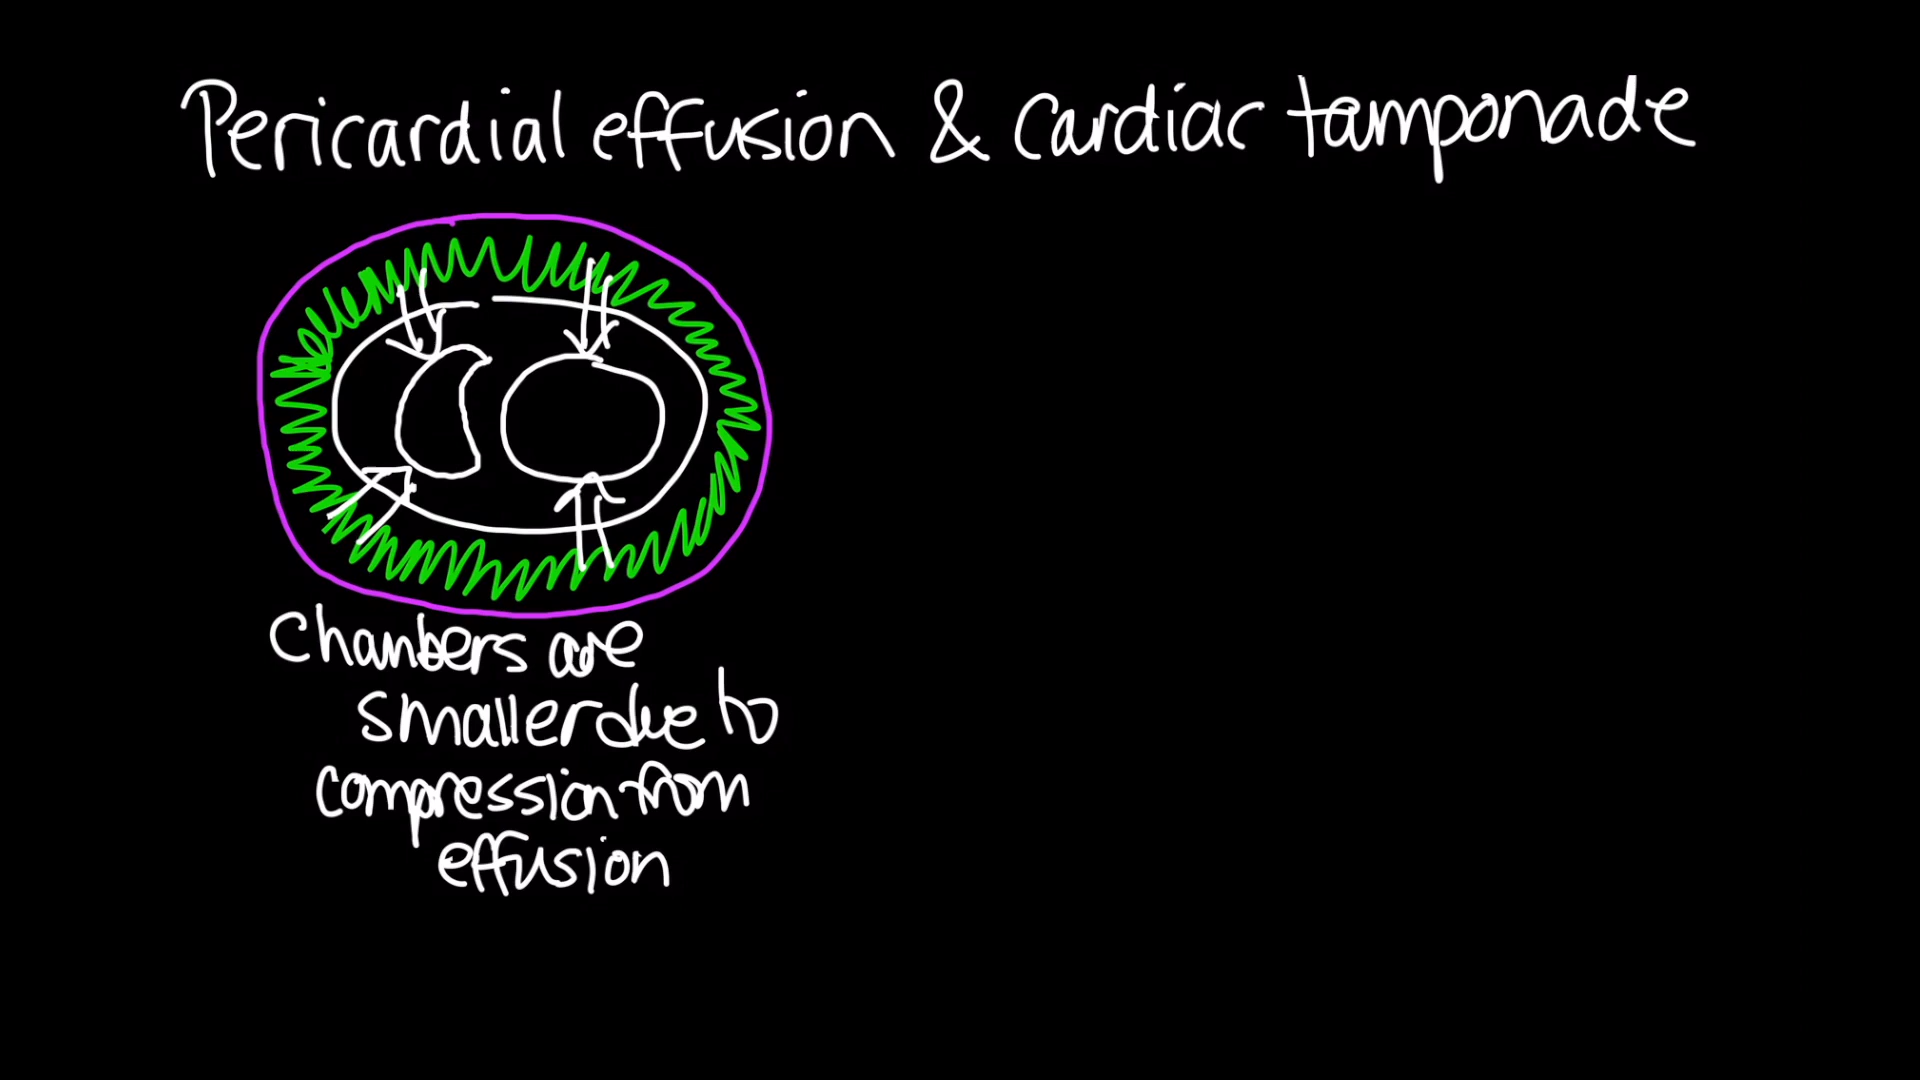 Pericardial effusion & cardiac tamponade
Chambers are
smaller due to
compression from
effusion